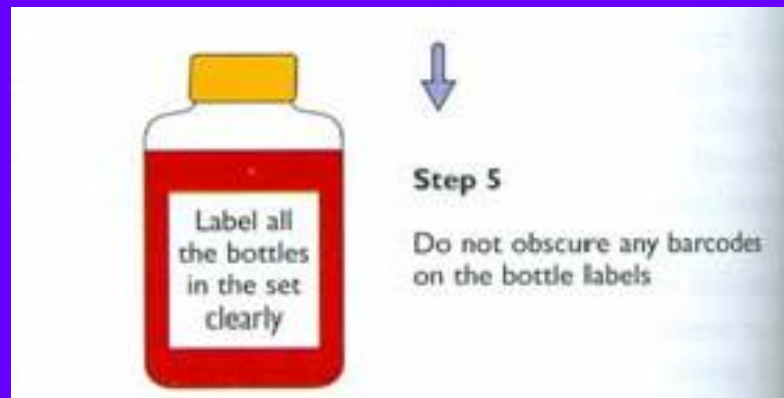 Label all
the bottles
in the set
clearly
Step 5
Do not obscure any barcodes
on the bottle labels